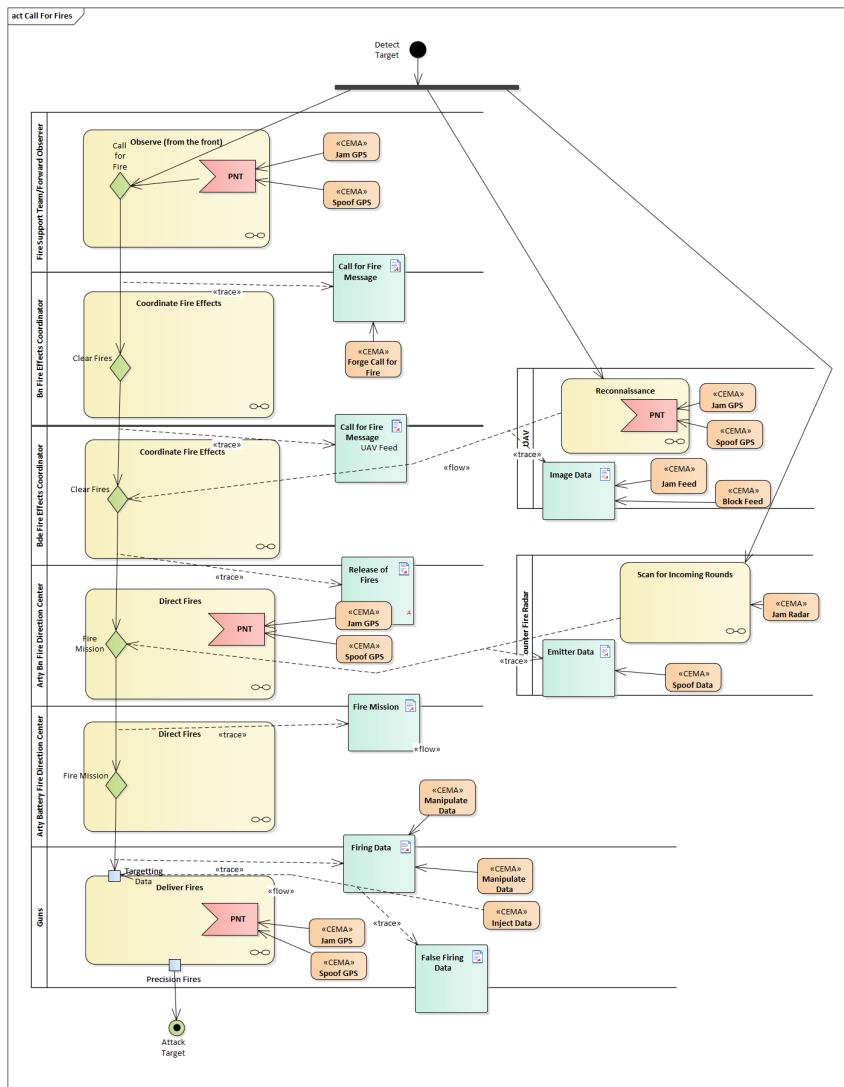 act Call For Fires
Detect
Target
Fire Support Team/Forward Observer
Observe (from the front)
Call
for
Fire
PNT
«CEMA»
Jam GPS
«CEMA»
Spoof GPS
Bn Fire Effects Coordinator
Call for Fire
Message
«trace»
Coordinate Fire Effects
Clear Fires
«CEMA»
Forge Call for
Fire
UAV
Reconnaissance
PNT
«CEMA»
Jam GPS
«CEMA»
Spoof GPS
«trace»
Image Data
«CEMA»
Jam Feed
«CEMA»
Block Feed
Bde Fire Effects Coordinator
Call for Fire
Message
UAV Feed
«trace»
«flow»
Coordinate Fire Effects
Clear Fires
Arty Bn Fire Direction Center
«trace»
Release of
Fires
Direct Fires
PNT
Fire
Mission
«CEMA»
Jam GPS
«CEMA»
Spoof GPS
ounter Fire Radar
Scan for Incoming Rounds
«CEMA»
Jam Radar
«trace»
Emitter Data
«CEMA»
Spoof Data
Arty Battery Fire Direction Center
Fire Mission
Direct Fires
«trace»
«flow»
Fire Mission
«CEMA»
Manipulate
Data
Guns
Firing Data
Targetting
Data
«trace»
Deliver Fires
«flow»
«CEMA»
Manipulate
Data
«CEMA»
Inject Data
«trace»
PNT
«CEMA»
Jam GPS
«CEMA»
Spoof GPS
False Firing
Data
Precision Fires
Attack
Target